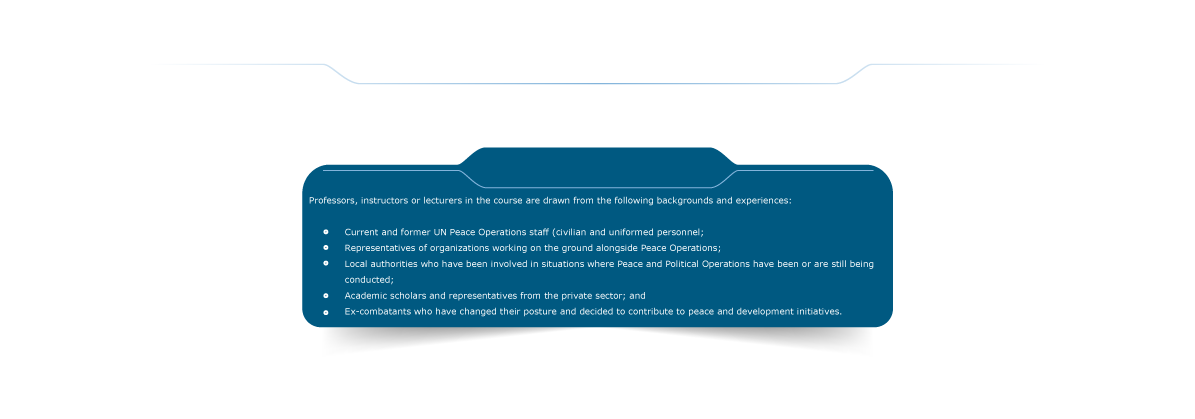 Professors, instructors or lecturers in the course are drawn from the following backgrounds and experiences:
Current and former UN Peace Operations staff (civilian and uniformed personnel;
Representatives of organizations working on the ground alongside Peace Operations;
Local authorities who have been involved in situations where Peace and Political Operations have been or are still being
conducted;
Academic scholars and representatives from the private sector; and
Ex-combatants who have changed their posture and decided to contribute to peace and development initiatives.